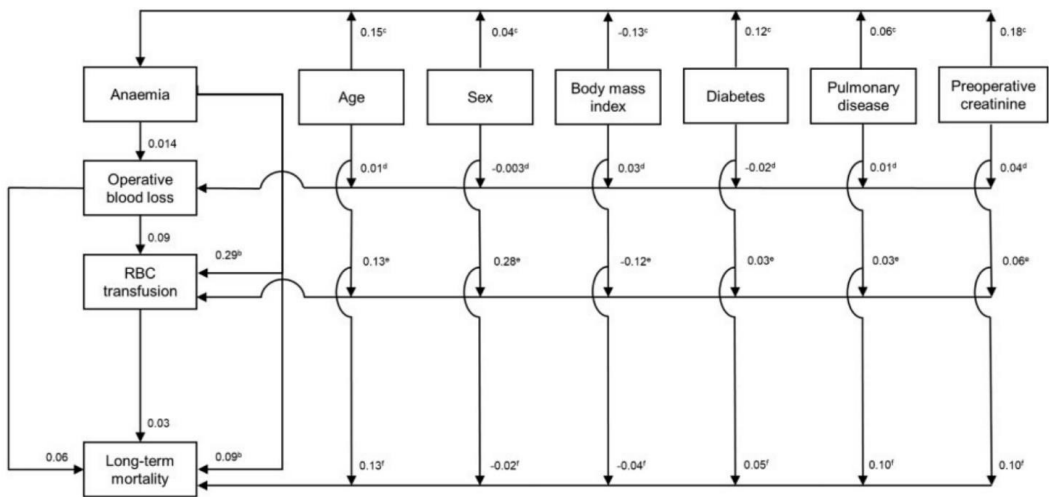 0.15ᶜ 0.04ᶜ -0.13ᶜ 0.12ᶜ 0.06ᶜ 0.18ᶜ
Anaemia
Age
Sex
Body mass
index
Diabetes
Pulmonary
disease
Preoperative
creatinine
0.014
0.01ᵈ -0.003ᵈ 0.03ᵈ -0.02ᵈ 0.01ᵈ 0.04ᵈ
Operative
blood loss
0.09
0.29ᵇ
0.13ᵉ 0.28ᵉ -0.12ᵉ 0.03ᵉ 0.03ᵉ 0.06ᵉ
RBC
transfusion
0.03
0.06
Long-term
mortality
0.09ᵇ
0.13ᶠ -0.02ᶠ -0.04ᶠ 0.05ᶠ 0.10ᶠ 0.10ᶠ